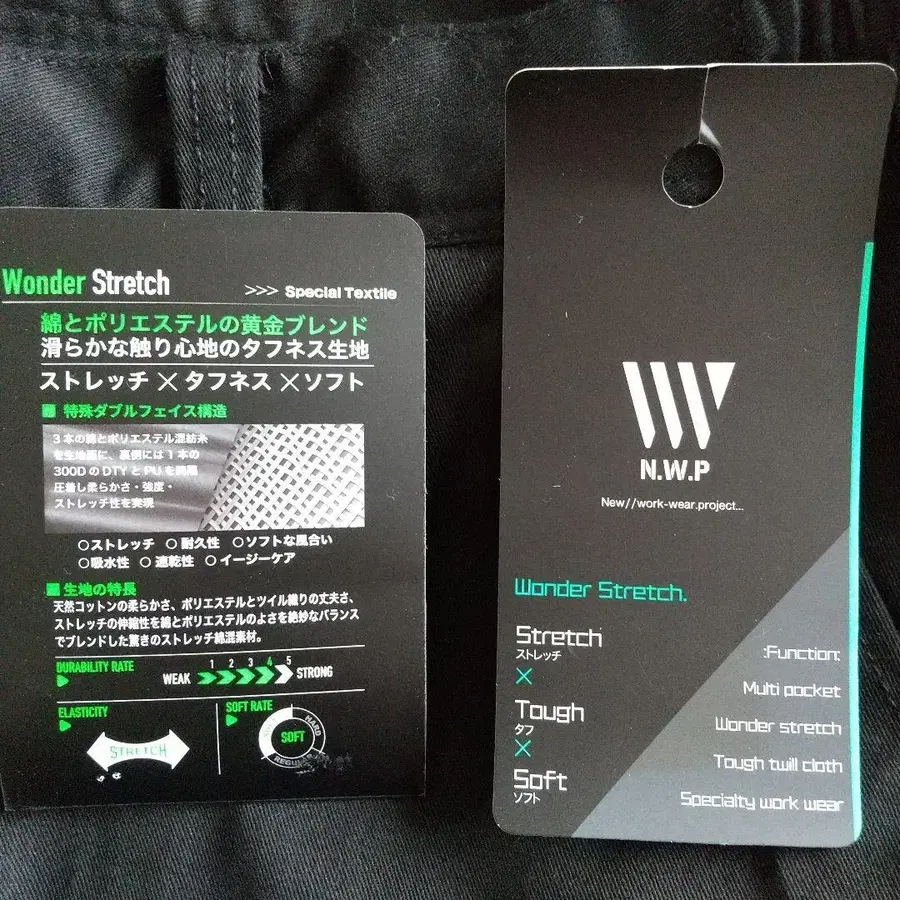 Wonder Stretch >>> Special Textile
綿とポリエステルの黄金ブレンド
滑らかな触り心地のタフネス生地
ストレッチ×タフネス×ソフト
特殊ダブルフェイス構造
3本の綿とポリエステル混紡糸
を生地面に、裏側には1本の
300DのDTYとPUを
圧着し柔らかさ・強度・
ストレッチ性を実現
○ストレッチ ○耐久性 ○ソフトな風合い
○吸水性 ○速乾性 ○イージーケア
生地の特長
天然コットンの柔らかさ、ポリエステルとツイル織りの丈夫さ、
ストレッチの伸縮性を綿とポリエステルのよさを絶妙なバランス
でブレンドした驚きのストレッチ綿混素材。
DURABILITY RATE
1 2 3 4 5
WEAK STRONG
ELASTICITY
STRETCH
SOFT RATE
SOFT
HARD
REGULAR
N.W.P
New//work-wear.project...
Wonder Stretch.
Stretch
ストレッチ
×
Tough
タフ
×
Soft
ソフト
:Function:
Multi pocket
Wonder stretch
Tough twill cloth
Specialty work wear